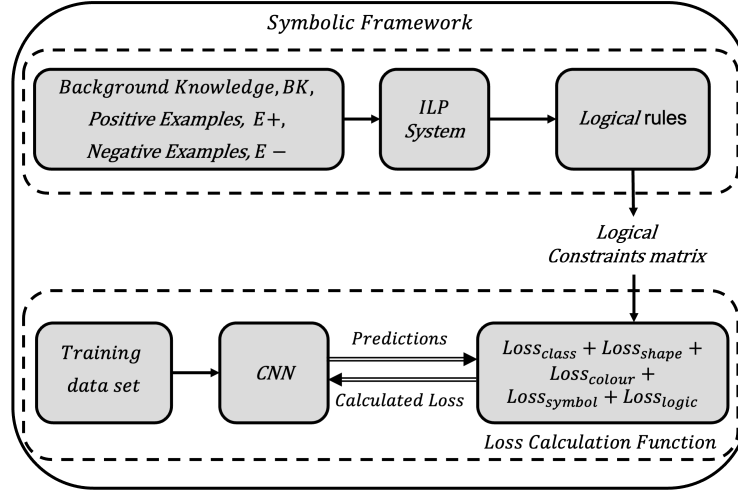 Symbolic Framework
Background Knowledge, BK,
Positive Examples, E+,
Negative Examples, E −
ILP
System
Logical rules
Logical
Constraints matrix
Training
data set
CNN
Predictions
Calculated Loss
Loss_class + Loss_shape +
Loss_colour +
Loss_symbol + Loss_logic
Loss Calculation Function